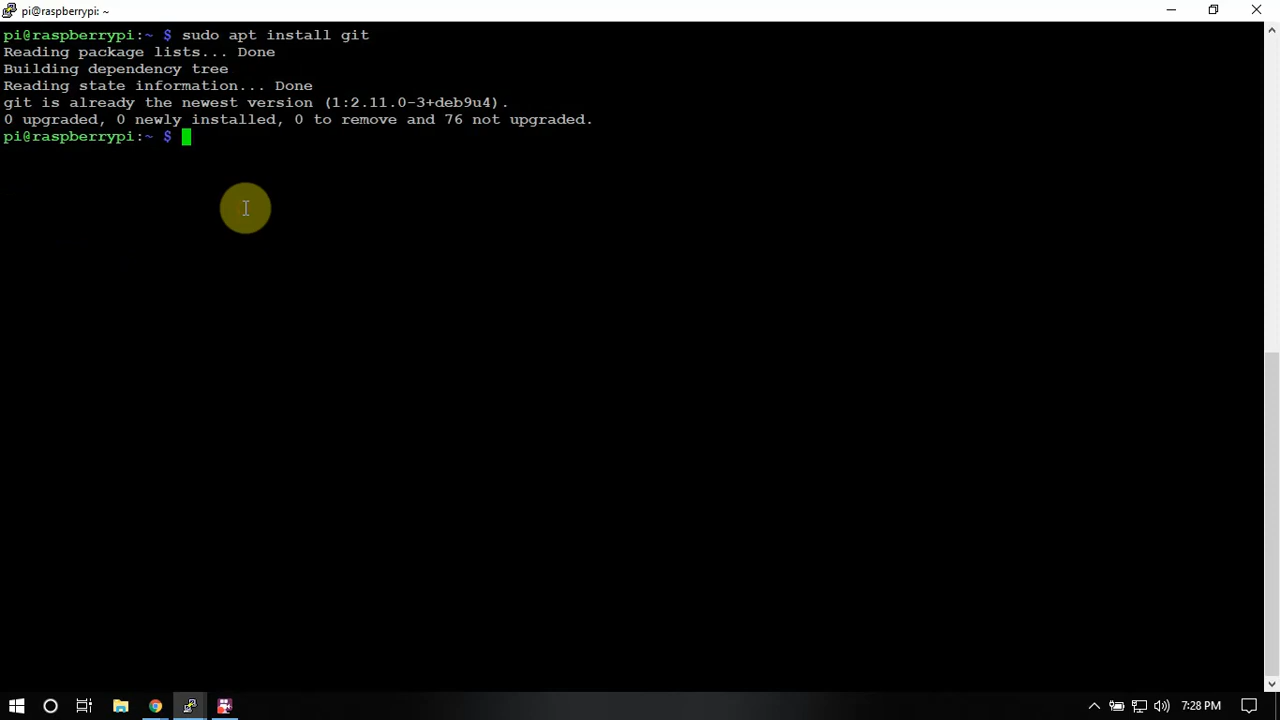 pi@raspberrypi: ~
pi@raspberrypi:~ $ sudo apt install git
Reading package lists... Done
Building dependency tree
Reading state information... Done
git is already the newest version (1:2.11.0-3+deb9u4).
0 upgraded, 0 newly installed, 0 to remove and 76 not upgraded.
pi@raspberrypi:~ $
7:28 PM